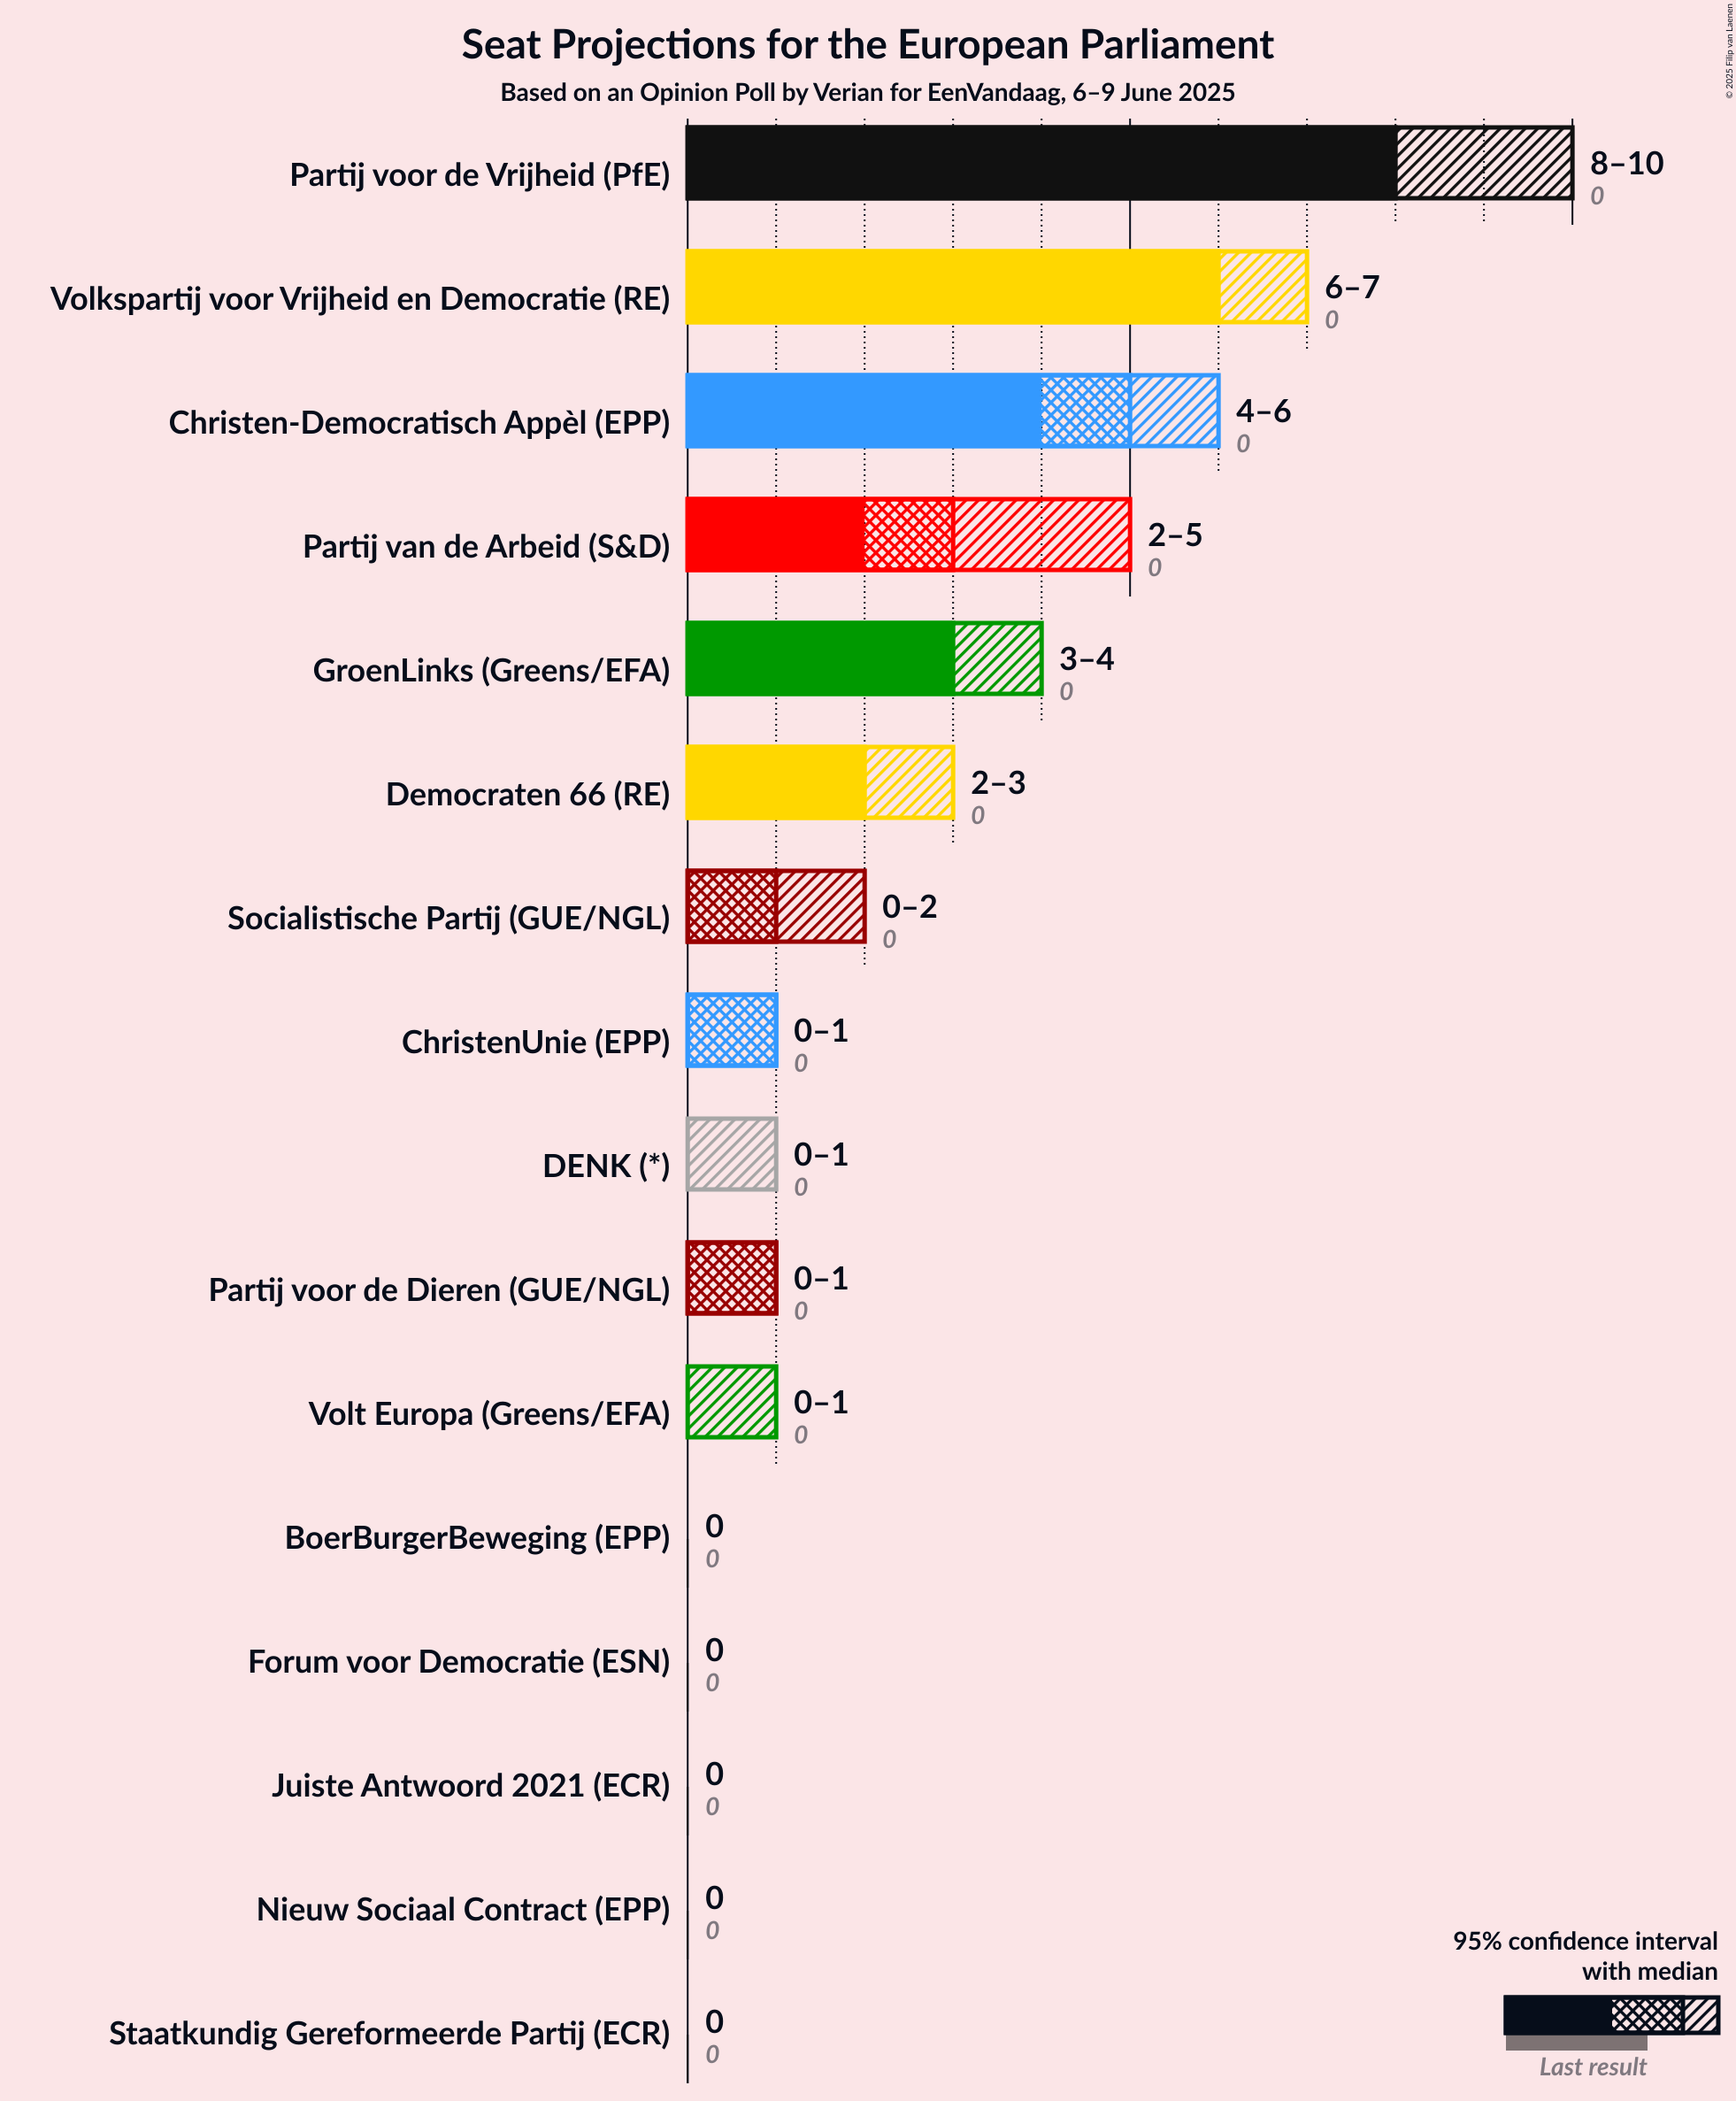 Seat Projections for the European Parliament
Based on an Opinion Poll by Verian for EenVandaag, 6–9 June 2025
© 2025 Filip van Laenen
Partij voor de Vrijheid (PfE)
8–10
0
Volkspartij voor Vrijheid en Democratie (RE)
6–7
0
Christen-Democratisch Appèl (EPP)
4–6
0
Partij van de Arbeid (S&D)
2–5
0
GroenLinks (Greens/EFA)
3–4
0
Democraten 66 (RE)
2–3
0
Socialistische Partij (GUE/NGL)
0–2
0
ChristenUnie (EPP)
0–1
0
DENK (*)
0–1
0
Partij voor de Dieren (GUE/NGL)
0–1
0
Volt Europa (Greens/EFA)
0–1
0
BoerBurgerBeweging (EPP)
0
0
Forum voor Democratie (ESN)
0
0
Juiste Antwoord 2021 (ECR)
0
0
Nieuw Sociaal Contract (EPP)
0
0
Staatkundig Gereformeerde Partij (ECR)
0
0
95% confidence interval
with median
Last result